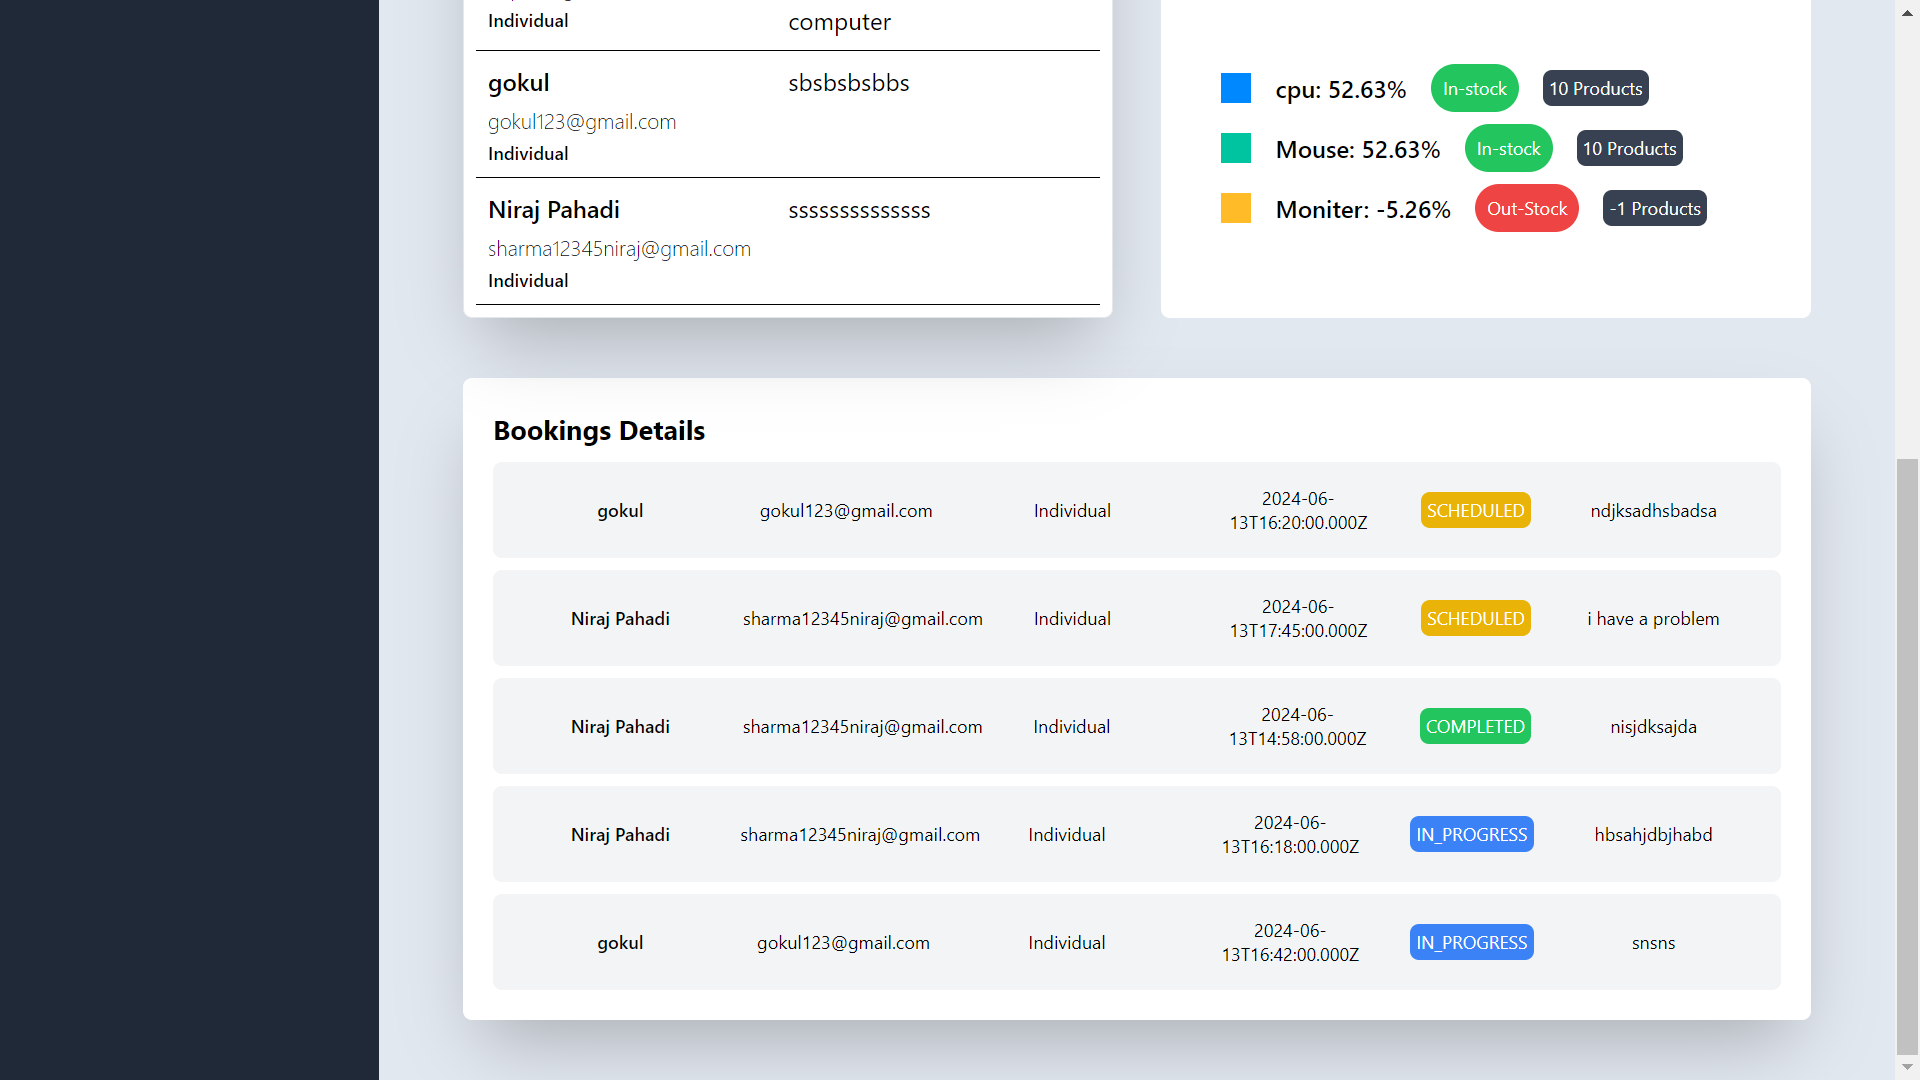 Individual
computer
gokul
sbsbsbsbbs
gokul123@gmail.com
Individual
Niraj Pahadi
ssssssssssssss
sharma12345niraj@gmail.com
Individual
cpu: 52.63%
In-stock
10 Products
Mouse: 52.63%
In-stock
10 Products
Moniter: -5.26%
Out-Stock
-1 Products
Bookings Details
gokul
gokul123@gmail.com
Individual
2024-06-
13T16:20:00.000Z
SCHEDULED
ndjksadhsbadsa
Niraj Pahadi
sharma12345niraj@gmail.com
Individual
2024-06-
13T17:45:00.000Z
SCHEDULED
i have a problem
Niraj Pahadi
sharma12345niraj@gmail.com
Individual
2024-06-
13T14:58:00.000Z
COMPLETED
nisjdksajda
Niraj Pahadi
sharma12345niraj@gmail.com
Individual
2024-06-
13T16:18:00.000Z
IN_PROGRESS
hbsahjdbjhabd
gokul
gokul123@gmail.com
Individual
2024-06-
13T16:42:00.000Z
IN_PROGRESS
snsns